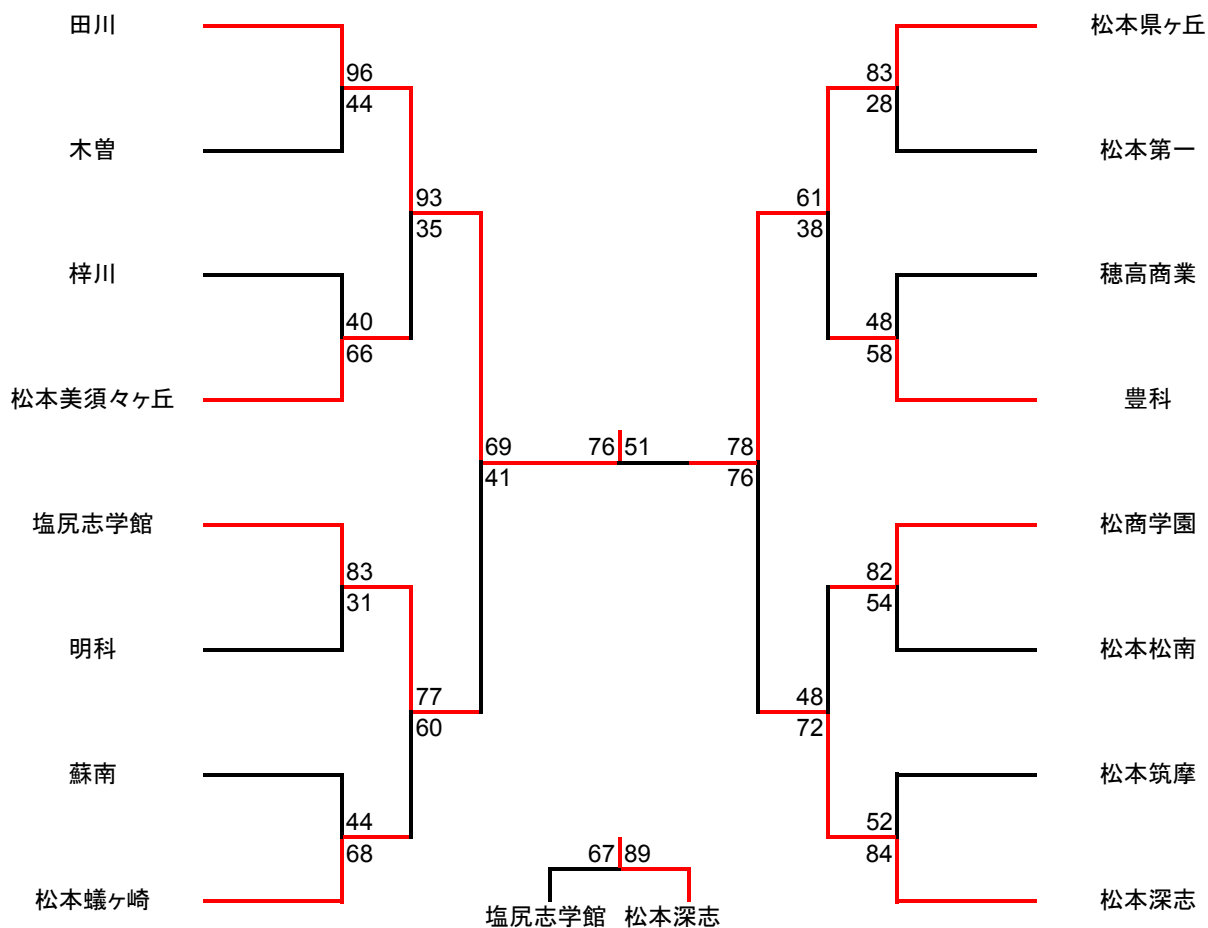 田川
松本県ヶ丘
96
83
44
28
木曽
松本第一
93
61
35
38
梓川
穂高商業
40
48
66
58
松本美須々ヶ丘
豊科
69
76
51
78
41
76
塩尻志学館
松商学園
83
82
31
54
明科
松本松南
77
48
60
72
蘇南
松本筑摩
44
52
68
84
67
89
松本蟻ヶ崎
松本深志
塩尻志学館
松本深志